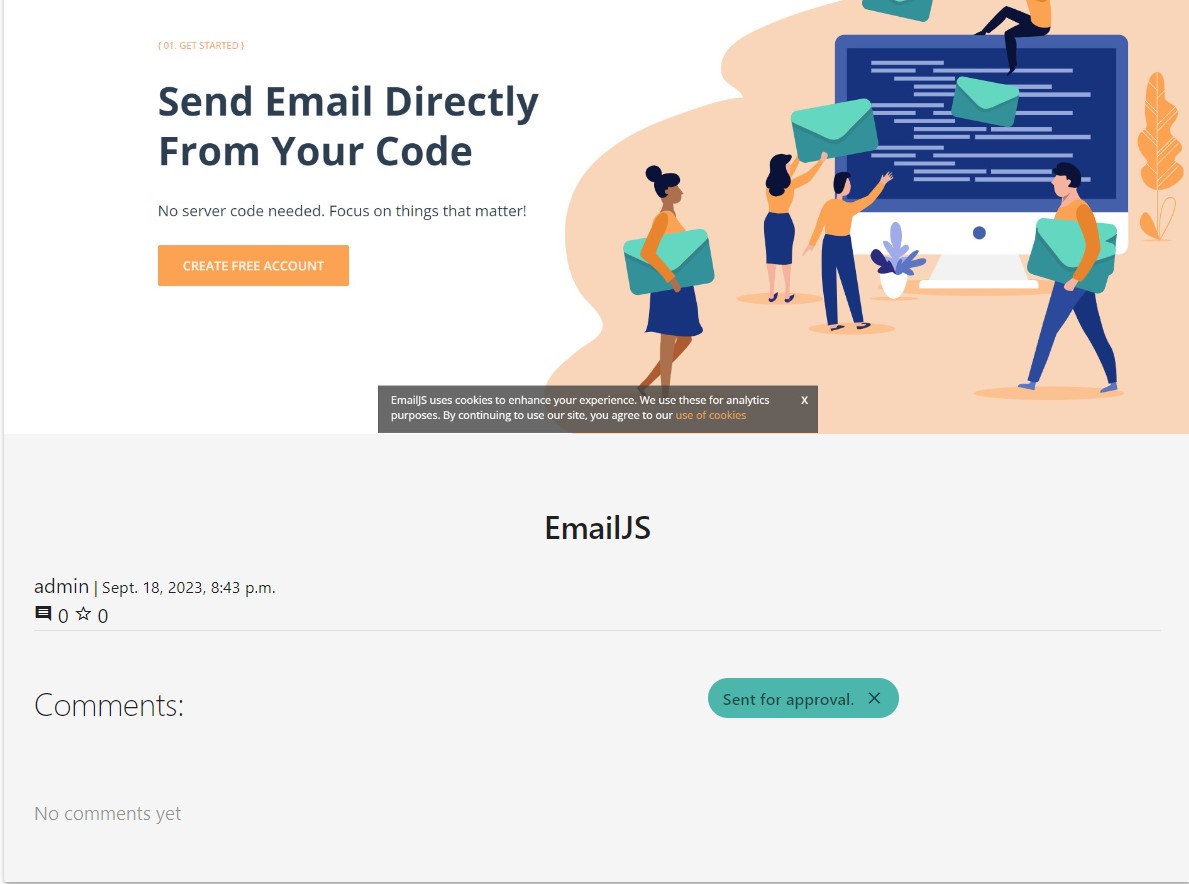 { 01. GET STARTED }
Send Email Directly
From Your Code
No server code needed. Focus on things that matter!
CREATE FREE ACCOUNT
EmailJS uses cookies to enhance your experience. We use these for analytics
purposes. By continuing to use our site, you agree to our use of cookies
X
EmailJS
admin | Sept. 18, 2023, 8:43 p.m.
0 0
Comments:
Sent for approval.
No comments yet